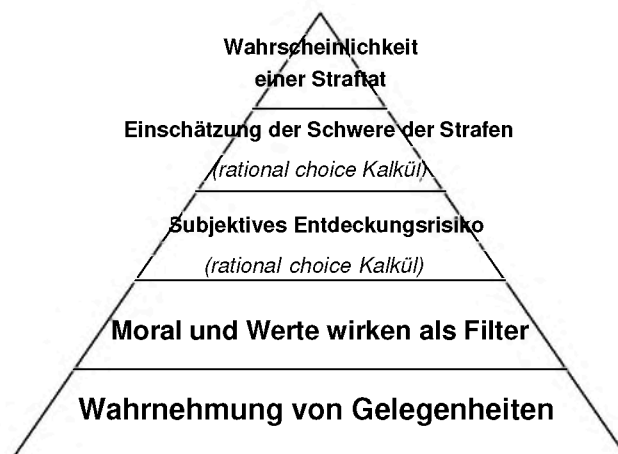 Wahrscheinlichkeit
einer Straftat
Einschätzung der Schwere der Strafen
(rational choice Kalkül)
Subjektives Entdeckungsrisiko
(rational choice Kalkül)
Moral und Werte wirken als Filter
Wahrnehmung von Gelegenheiten